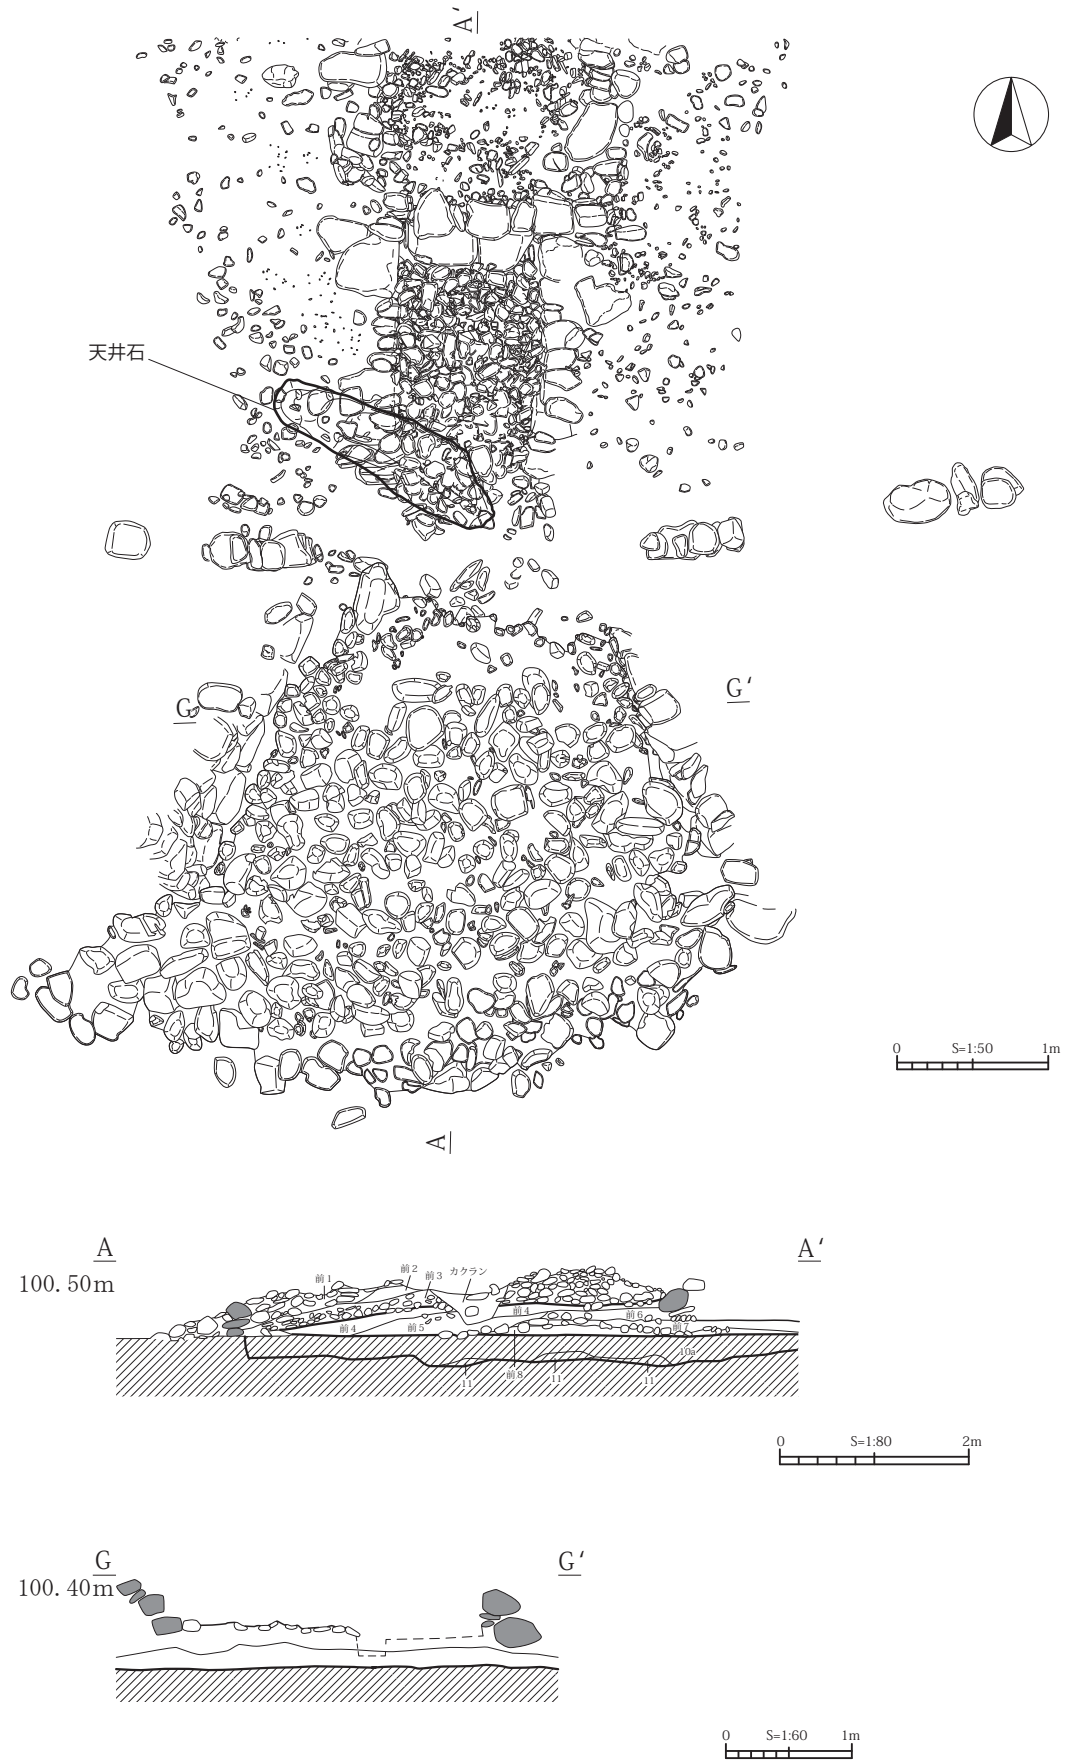 A'
天井石
G
G'
0 S=1:50 1m
A
A A'
100.50m
前1 前2 前3 カクラン
前4 前5 前4 前6 前7
10a
11 前8 11 11
0 S=1:80 2m
G G'
100.40m
0 S=1:60 1m